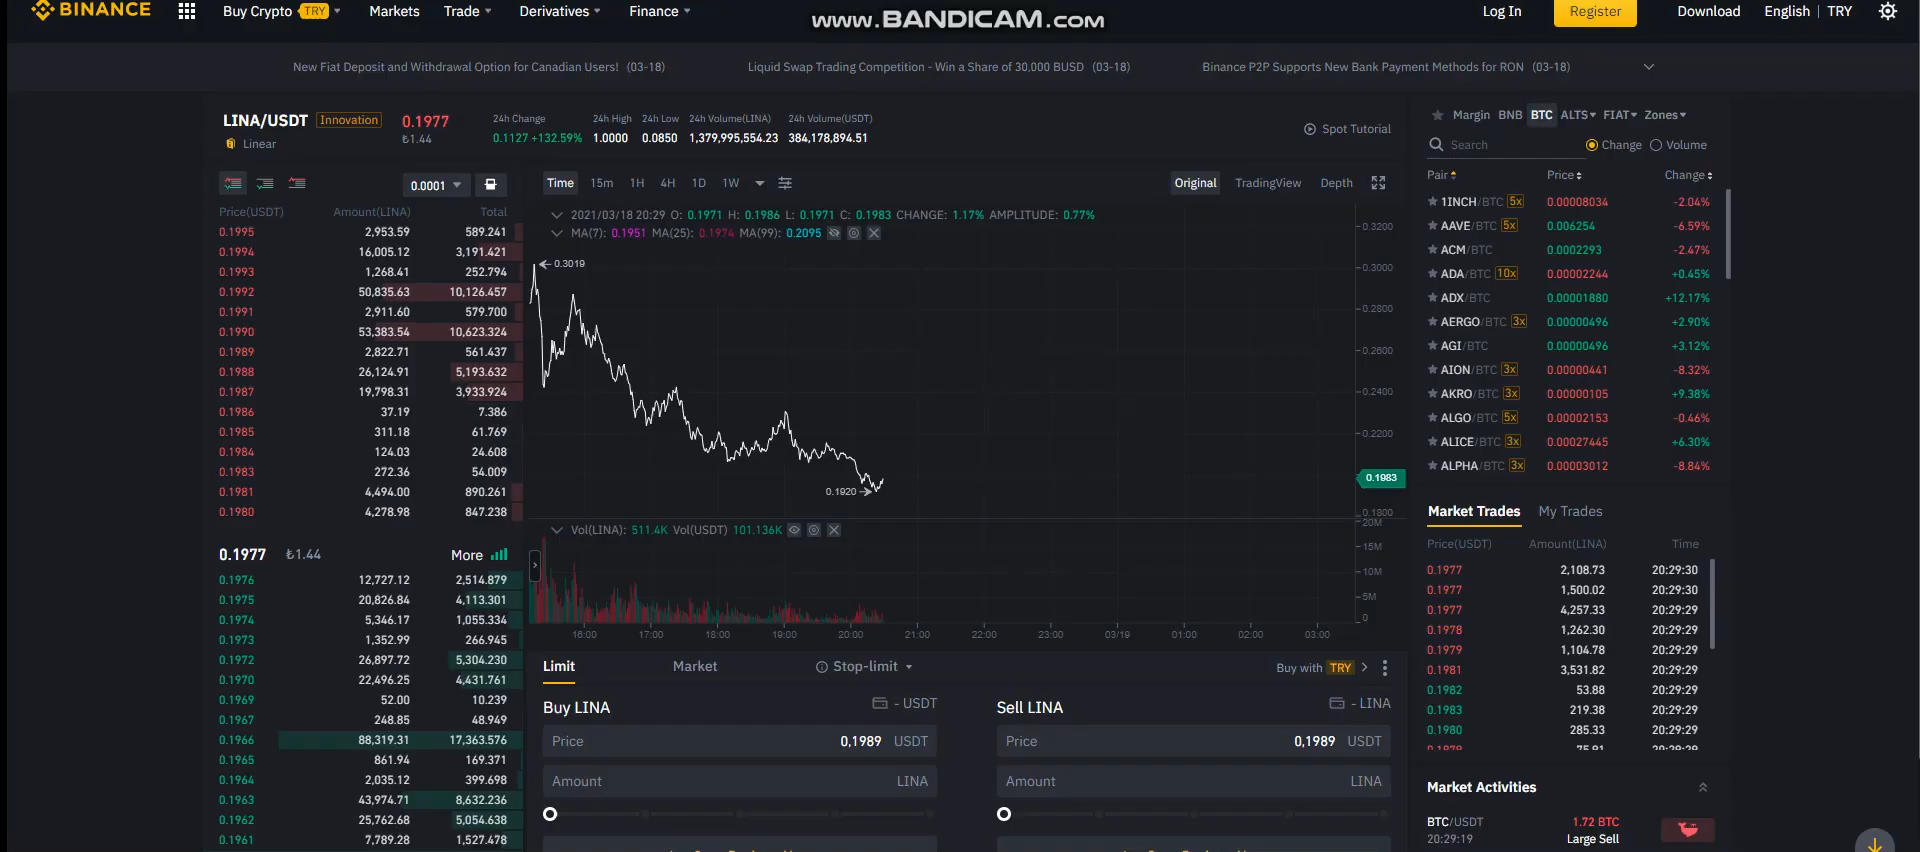 BINANCE
Buy Crypto TRY
Markets
Trade
Derivatives
Finance
www.BANDICAM.com
Log In
Register
Download
English | TRY
New Fiat Deposit and Withdrawal Option for Canadian Users! (03-18)
Liquid Swap Trading Competition - Win a Share of 30,000 BUSD (03-18)
Binance P2P Supports New Bank Payment Methods for RON (03-18)
LINA/USDT Innovation
Linear
0.1977
₺1.44
24h Change
0.1127 +132.59%
24h High
1.0000
24h Low
0.0850
24h Volume(LINA)
1,379,995,554.23
24h Volume(USDT)
384,178,894.51
Spot Tutorial
0.0001
Price(USDT) Amount(LINA) Total
0.1995 2,953.59 589.241
0.1994 16,005.12 3,191.421
0.1993 1,268.41 252.794
0.1992 50,835.63 10,126.457
0.1991 2,911.60 579.700
0.1990 53,383.54 10,623.324
0.1989 2,822.71 561.437
0.1988 26,124.91 5,193.632
0.1987 19,798.31 3,933.924
0.1986 37.19 7.386
0.1985 311.18 61.769
0.1984 124.03 24.608
0.1983 272.36 54.009
0.1981 4,494.00 890.261
0.1980 4,278.98 847.238
0.1977 ₺1.44 More
0.1976 12,727.12 2,514.879
0.1975 20,826.84 4,113.301
0.1974 5,346.17 1,055.334
0.1973 1,352.99 266.945
0.1972 26,897.72 5,304.230
0.1970 22,496.25 4,431.761
0.1969 52.00 10.239
0.1967 248.85 48.949
0.1966 88,319.31 17,363.576
0.1965 861.94 169.371
0.1964 2,035.12 399.698
0.1963 43,974.71 8,632.236
0.1962 25,762.68 5,054.638
0.1961 7,789.28 1,527.478
Time 15m 1H 4H 1D 1W
Original TradingView Depth
2021/03/18 20:29 O: 0.1971 H: 0.1986 L: 0.1971 C: 0.1983 CHANGE: 1.17% AMPLITUDE: 0.77%
MA(7): 0.1951 MA(25): 0.1974 MA(99): 0.2095
0.3019
0.1920
0.3200
0.3000
0.2800
0.2600
0.2400
0.2200
0.1983
0.1800
Vol(LINA): 511.4K Vol(USDT) 101.136K
20M
15M
10M
5M
0
16:00 17:00 18:00 19:00 20:00 21:00 22:00 23:00 03/19 01:00 02:00 03:00
Limit
Market
Stop-limit
Buy with TRY
Buy LINA
- USDT
Price 0,1989 USDT
Amount LINA
Sell LINA
- LINA
Price 0,1989 USDT
Amount LINA
Margin BNB BTC ALTS FIAT Zones
Search
Change
Volume
Pair Price Change
1INCH/BTC 5x 0.00008034 -2.04%
AAVE/BTC 5x 0.006254 -6.59%
ACM/BTC 0.0002293 -2.47%
ADA/BTC 10x 0.00002244 +0.45%
ADX/BTC 0.00001880 +12.17%
AERGO/BTC 3x 0.00000496 +2.90%
AGI/BTC 0.00000496 +3.12%
AION/BTC 3x 0.00000441 -8.32%
AKRO/BTC 3x 0.00000105 +9.38%
ALGO/BTC 5x 0.00002153 -0.46%
ALICE/BTC 3x 0.00027445 +6.30%
ALPHA/BTC 3x 0.00003012 -8.84%
Market Trades
My Trades
Price(USDT) Amount(LINA) Time
0.1977 2,108.73 20:29:30
0.1977 1,500.02 20:29:30
0.1977 4,257.33 20:29:29
0.1978 1,262.30 20:29:29
0.1979 1,104.78 20:29:29
0.1981 3,531.82 20:29:29
0.1982 53.88 20:29:29
0.1983 219.38 20:29:29
0.1980 285.33 20:29:29
Market Activities
BTC/USDT
20:29:19
1.72 BTC
Large Sell